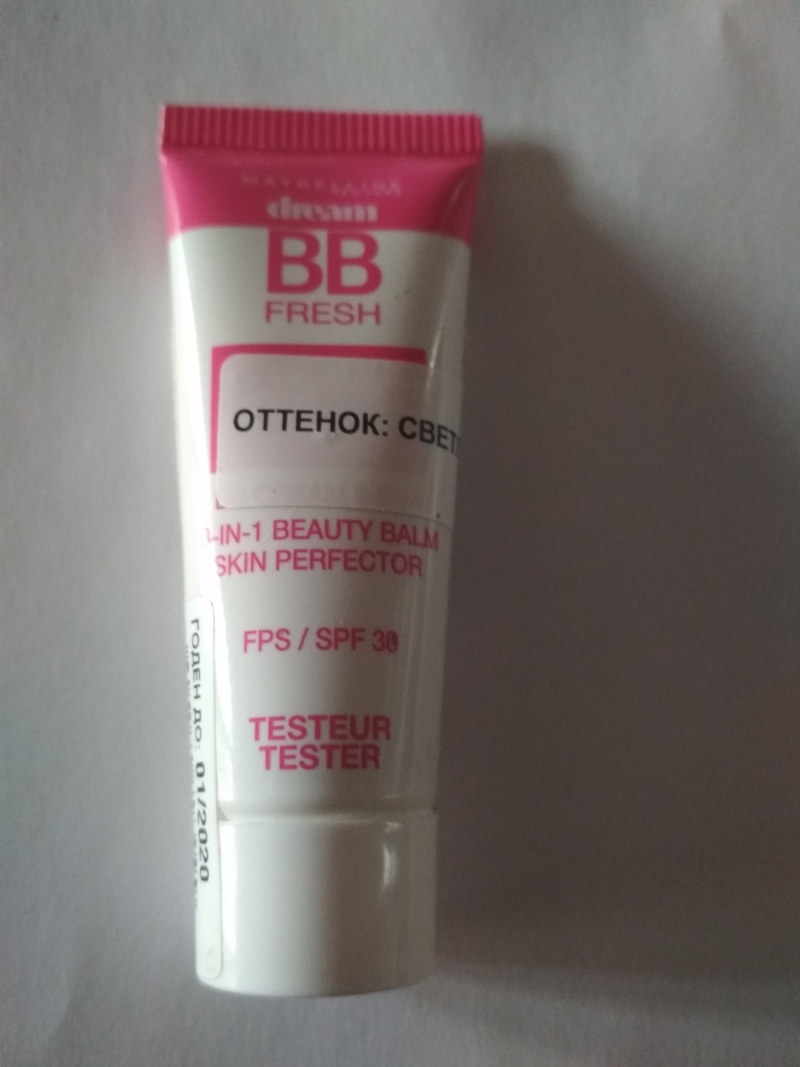 MAYBELLINE
dream
BB
FRESH
ОТТЕНОК:
-IN-1 BEAUTY BALM
SKIN PERFECTOR
FPS / SPF 30
TESTEUR
TESTER
ГОДЕН ДО: 01/2020